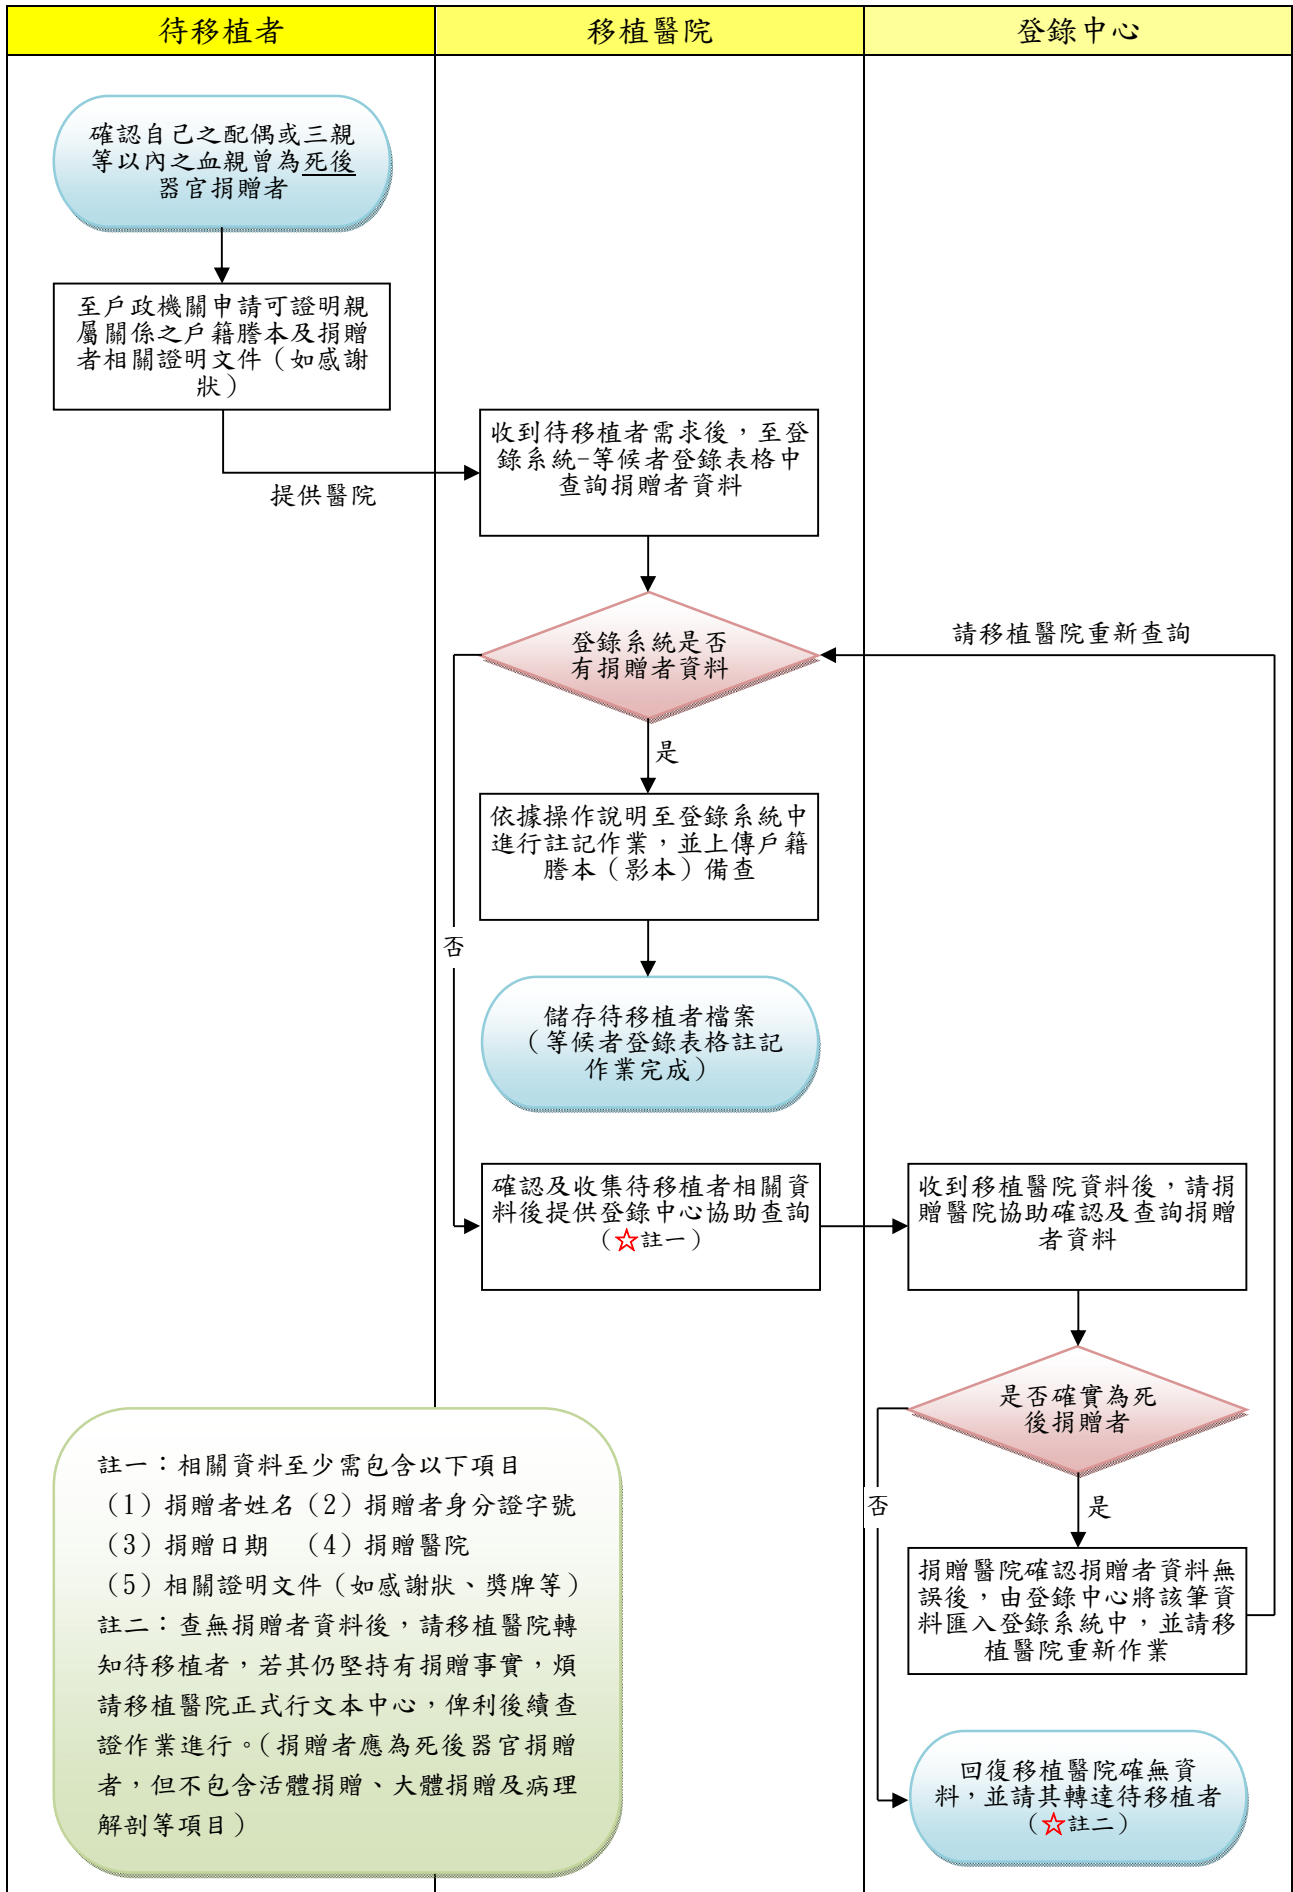 待移植者
移植醫院
登錄中心
確認自己之配偶或三親
等以內之血親曾為死後
器官捐贈者
至戶政機關申請可證明親
屬關係之戶籍謄本及捐贈
者相關證明文件（如感謝
狀）
提供醫院
收到待移植者需求後，至登
錄系統-等候者登錄表格中
查詢捐贈者資料
登錄系統是否
有捐贈者資料
請移植醫院重新查詢
是
依據操作說明至登錄系統中
進行註記作業，並上傳戶籍
謄本（影本）備查
否
儲存待移植者檔案
（等候者登錄表格註記
作業完成）
確認及收集待移植者相關資
料後提供登錄中心協助查詢
（☆註一）
收到移植醫院資料後，請捐
贈醫院協助確認及查詢捐贈
者資料
是否確實為死
後捐贈者
否
是
捐贈醫院確認捐贈者資料無
誤後，由登錄中心將該筆資
料匯入登錄系統中，並請移
植醫院重新作業
回復移植醫院確無資
料，並請其轉達待移植者
（☆註二）
註一：相關資料至少需包含以下項目
（1）捐贈者姓名（2）捐贈者身分證字號
（3）捐贈日期　（4）捐贈醫院
（5）相關證明文件（如感謝狀、獎牌等）
註二：查無捐贈者資料後，請移植醫院轉
知待移植者，若其仍堅持有捐贈事實，煩
請移植醫院正式行文本中心，俾利後續查
證作業進行。（捐贈者應為死後器官捐贈
者，但不包含活體捐贈、大體捐贈及病理
解剖等項目）